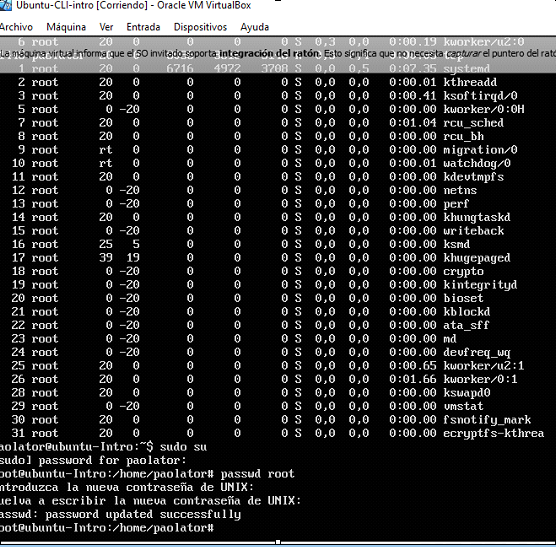 Ubuntu-CLI-intro [Corriendo] - Oracle VM VirtualBox
Archivo Máquina Ver Entrada Dispositivos Ayuda
6 root 20 0 0 0 0 S 0,3 0,0 0:00.19 kworker/u2:0
La máquina virtual informa que el SO invitado soporta integración del ratón. Esto significa que no necesita capturar el puntero del rató
1 root 20 0 6716 4972 3708 S 0,0 0,5 0:07.35 systemd
2 root 20 0 0 0 0 S 0,0 0,0 0:00.01 kthreadd
3 root 20 0 0 0 0 S 0,0 0,0 0:00.41 ksoftirqd/0
5 root 0 -20 0 0 0 S 0,0 0,0 0:00.00 kworker/0:0H
7 root 20 0 0 0 0 S 0,0 0,0 0:01.04 rcu_sched
8 root 20 0 0 0 0 S 0,0 0,0 0:00.00 rcu_bh
9 root rt 0 0 0 0 S 0,0 0,0 0:00.00 migration/0
10 root rt 0 0 0 0 S 0,0 0,0 0:00.01 watchdog/0
11 root 20 0 0 0 0 S 0,0 0,0 0:00.00 kdevtmpfs
12 root 0 -20 0 0 0 S 0,0 0,0 0:00.00 netns
13 root 0 -20 0 0 0 S 0,0 0,0 0:00.00 perf
14 root 20 0 0 0 0 S 0,0 0,0 0:00.00 khungtaskd
15 root 0 -20 0 0 0 S 0,0 0,0 0:00.00 writeback
16 root 25 5 0 0 0 S 0,0 0,0 0:00.00 ksmd
17 root 39 19 0 0 0 S 0,0 0,0 0:00.00 khugepaged
18 root 0 -20 0 0 0 S 0,0 0,0 0:00.00 crypto
19 root 0 -20 0 0 0 S 0,0 0,0 0:00.00 kintegrityd
20 root 0 -20 0 0 0 S 0,0 0,0 0:00.00 bioset
21 root 0 -20 0 0 0 S 0,0 0,0 0:00.00 kblockd
22 root 0 -20 0 0 0 S 0,0 0,0 0:00.00 ata_sff
23 root 0 -20 0 0 0 S 0,0 0,0 0:00.00 md
24 root 0 -20 0 0 0 S 0,0 0,0 0:00.00 devfreq_wq
25 root 20 0 0 0 0 S 0,0 0,0 0:00.65 kworker/u2:1
26 root 20 0 0 0 0 S 0,0 0,0 0:01.66 kworker/0:1
28 root 20 0 0 0 0 S 0,0 0,0 0:00.00 kswapd0
29 root 0 -20 0 0 0 S 0,0 0,0 0:00.00 vmstat
30 root 20 0 0 0 0 S 0,0 0,0 0:00.00 fsnotify_mark
31 root 20 0 0 0 0 S 0,0 0,0 0:00.00 ecryptfs-kthrea
aolator@ubuntu-Intro:~$ sudo su
sudo] password for paolator:
oot@ubuntu-Intro:/home/paolator# passwd root
ntroduzca la nueva contraseña de UNIX:
uelva a escribir la nueva contraseña de UNIX:
asswd: password updated successfully
oot@ubuntu-Intro:/home/paolator#